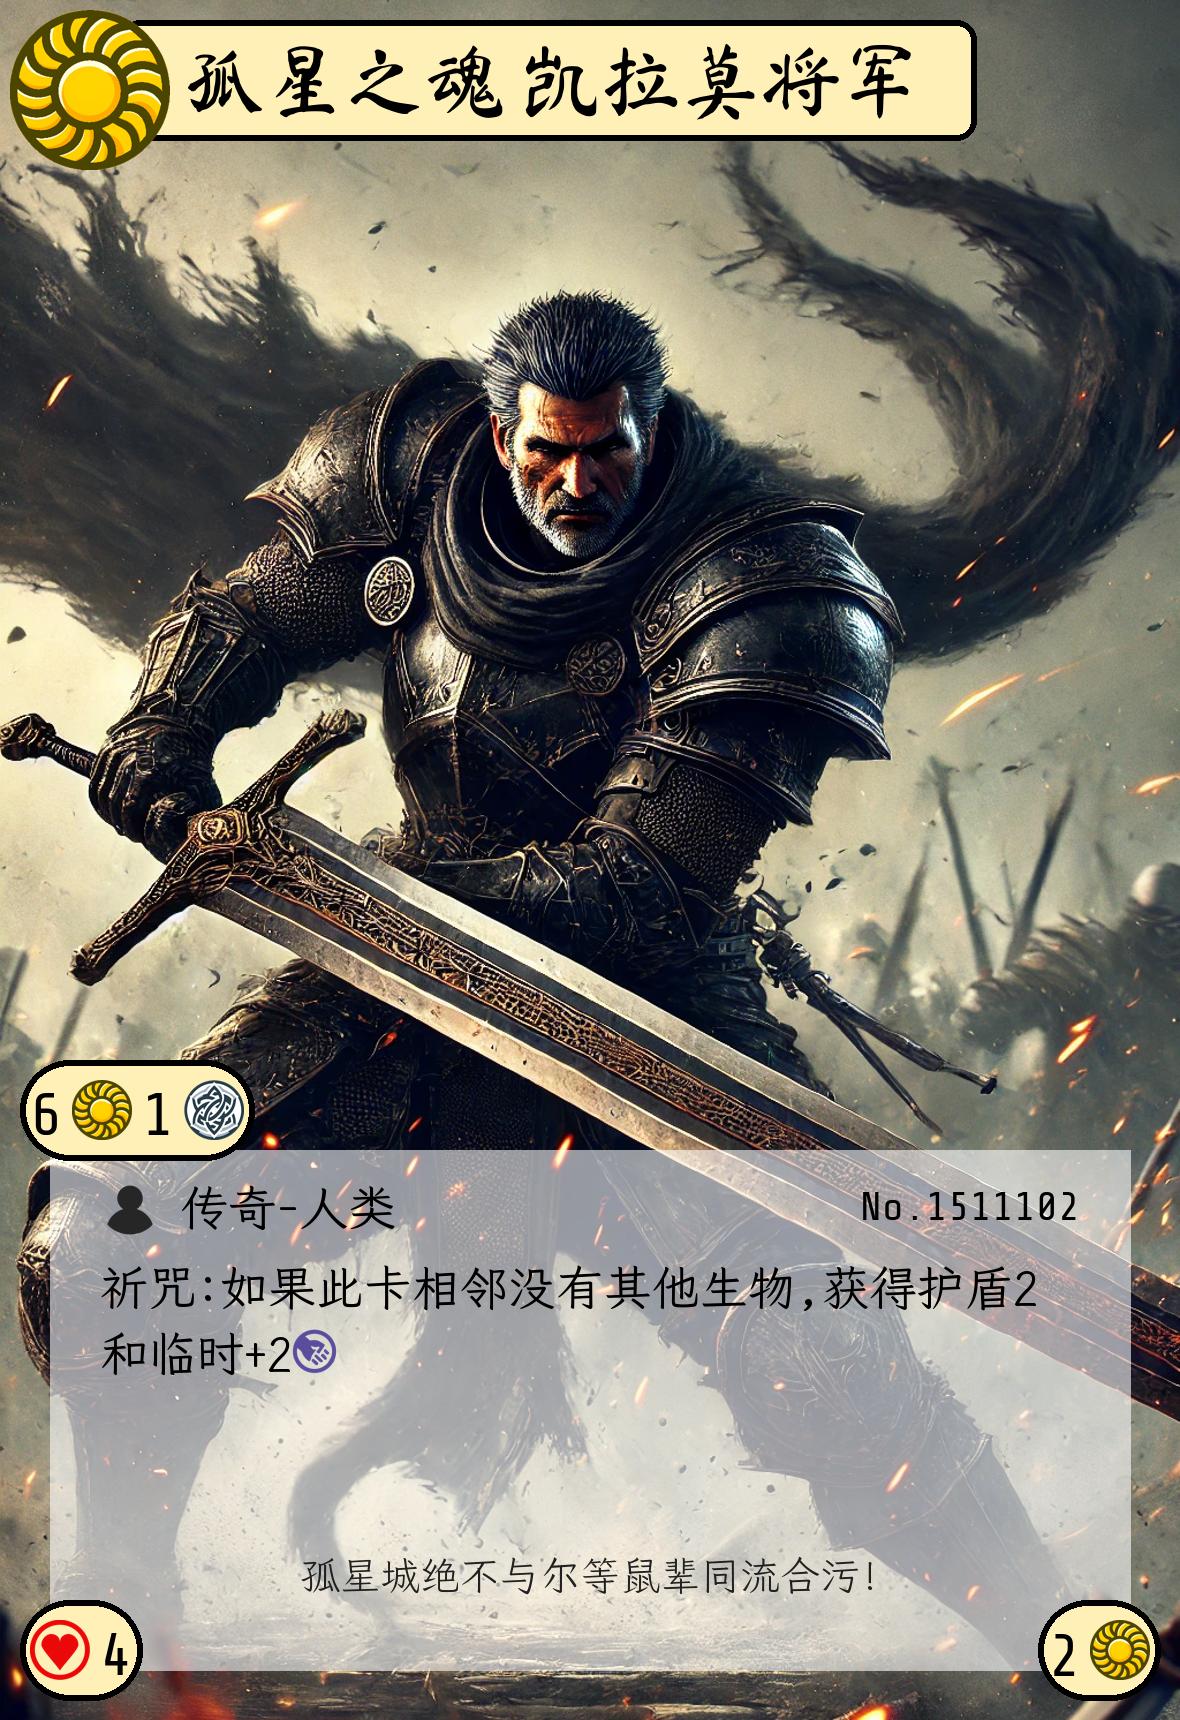 孤星之魂 凯拉莫将军
6 1
传奇-人类
No.1511102
祈咒:如果此卡相邻没有其他生物,获得护盾2
和临时+2
孤星城绝不与尔等鼠辈同流合污!
4
2